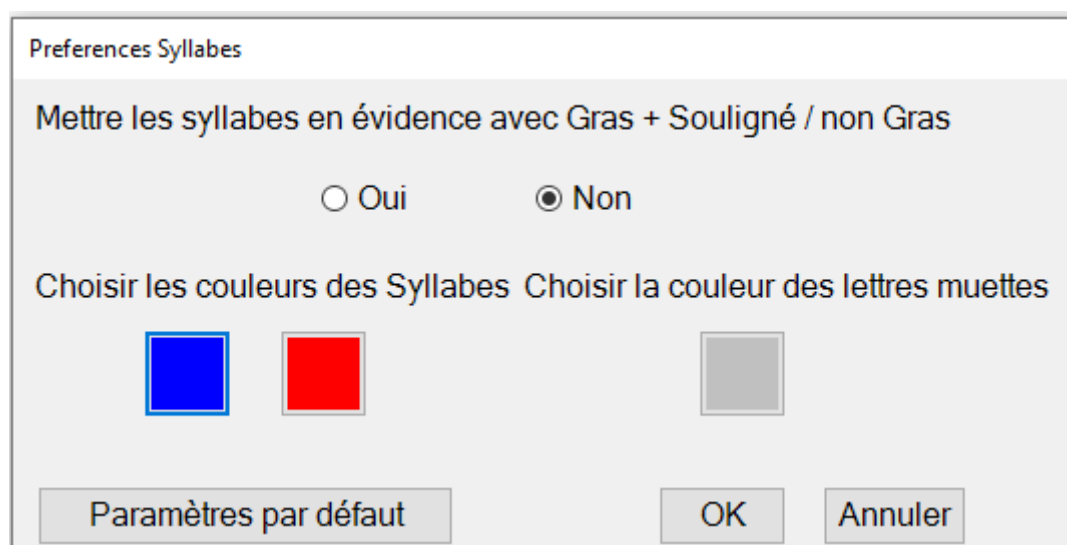 Preferences Syllabes
Mettre les syllabes en évidence avec Gras + Souligné / non Gras
Oui Non
Choisir les couleurs des Syllabes Choisir la couleur des lettres muettes
Paramètres par défaut OK Annuler